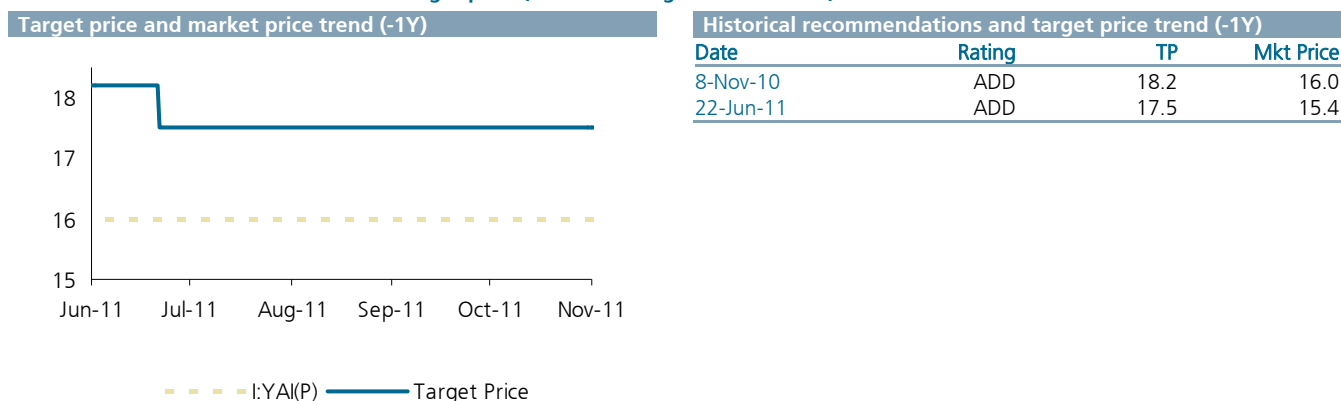 Target price and market price trend (-1Y)
18
17
16
15
Jun-11 Jul-11 Aug-11 Sep-11 Oct-11 Nov-11
I:YAI(P) Target Price
Historical recommendations and target price trend (-1Y)
Date Rating TP Mkt Price
8-Nov-10 ADD 18.2 16.0
22-Jun-11 ADD 17.5 15.4